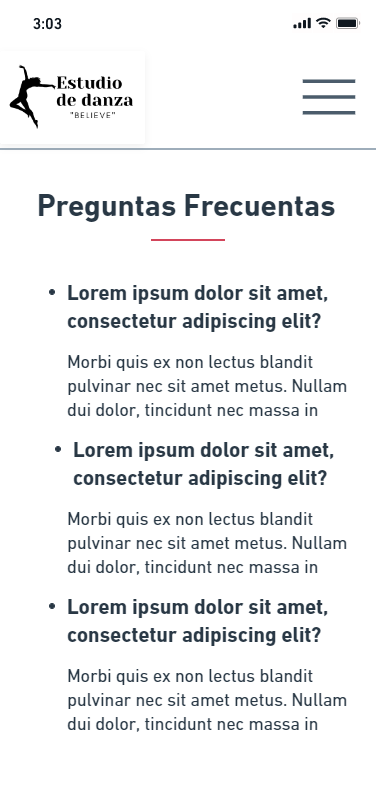 3:03
Estudio
de danza
"BELIEVE"
Preguntas Frecuentas
• Lorem ipsum dolor sit amet,
consectetur adipiscing elit?
Morbi quis ex non lectus blandit
pulvinar nec sit amet metus. Nullam
dui dolor, tincidunt nec massa in
• Lorem ipsum dolor sit amet,
consectetur adipiscing elit?
Morbi quis ex non lectus blandit
pulvinar nec sit amet metus. Nullam
dui dolor, tincidunt nec massa in
• Lorem ipsum dolor sit amet,
consectetur adipiscing elit?
Morbi quis ex non lectus blandit
pulvinar nec sit amet metus. Nullam
dui dolor, tincidunt nec massa in